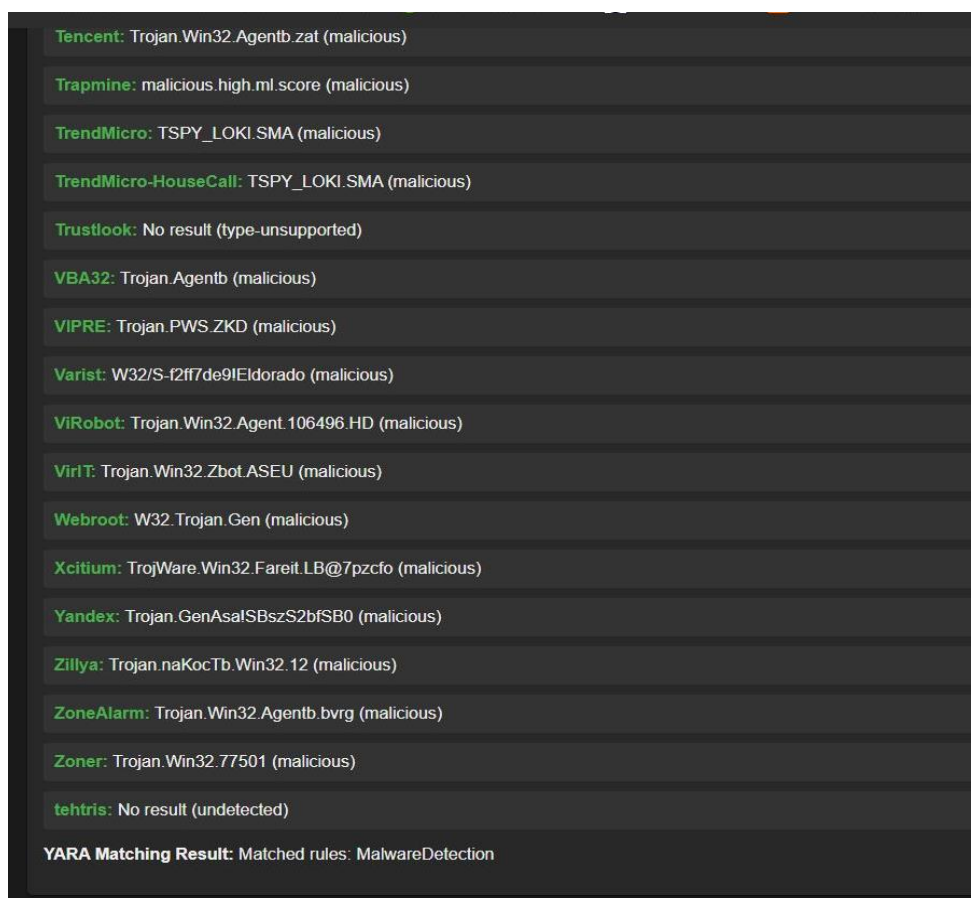 Tencent: Trojan.Win32.Agentb.zat (malicious)
Trapmine: malicious.high.ml.score (malicious)
TrendMicro: TSPY_LOKI.SMA (malicious)
TrendMicro-HouseCall: TSPY_LOKI.SMA (malicious)
Trustlook: No result (type-unsupported)
VBA32: Trojan.Agentb (malicious)
VIPRE: Trojan.PWS.ZKD (malicious)
Varist: W32/S-f2ff7de9!Eldorado (malicious)
ViRobot: Trojan.Win32.Agent.106496.HD (malicious)
VirIT: Trojan.Win32.Zbot.ASEU (malicious)
Webroot: W32.Trojan.Gen (malicious)
Xcitium: TrojWare.Win32.Fareit.LB@7pzcfo (malicious)
Yandex: Trojan.GenAsa!SBszS2bfSB0 (malicious)
Zillya: Trojan.naKocTb.Win32.12 (malicious)
ZoneAlarm: Trojan.Win32.Agentb.bvrg (malicious)
Zoner: Trojan.Win32.77501 (malicious)
tehtris: No result (undetected)
YARA Matching Result: Matched rules: MalwareDetection